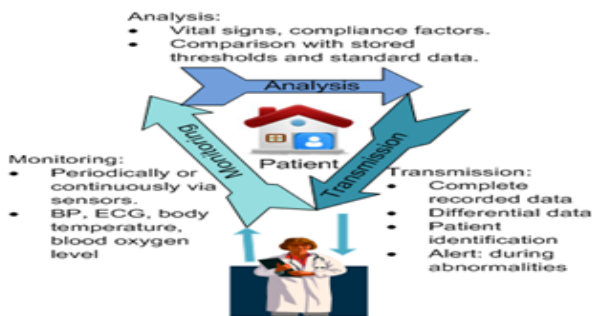 Analysis:
• Vital signs, compliance factors.
• Comparison with stored
thresholds and standard data.
Analysis
Monitoring
Patient
Transmission
Monitoring:
• Periodically or
continuously via
sensors.
• BP, ECG, body
temperature,
blood oxygen
level
Transmission:
• Complete
recorded data
• Differential data
• Patient
identification
• Alert: during
abnormalities